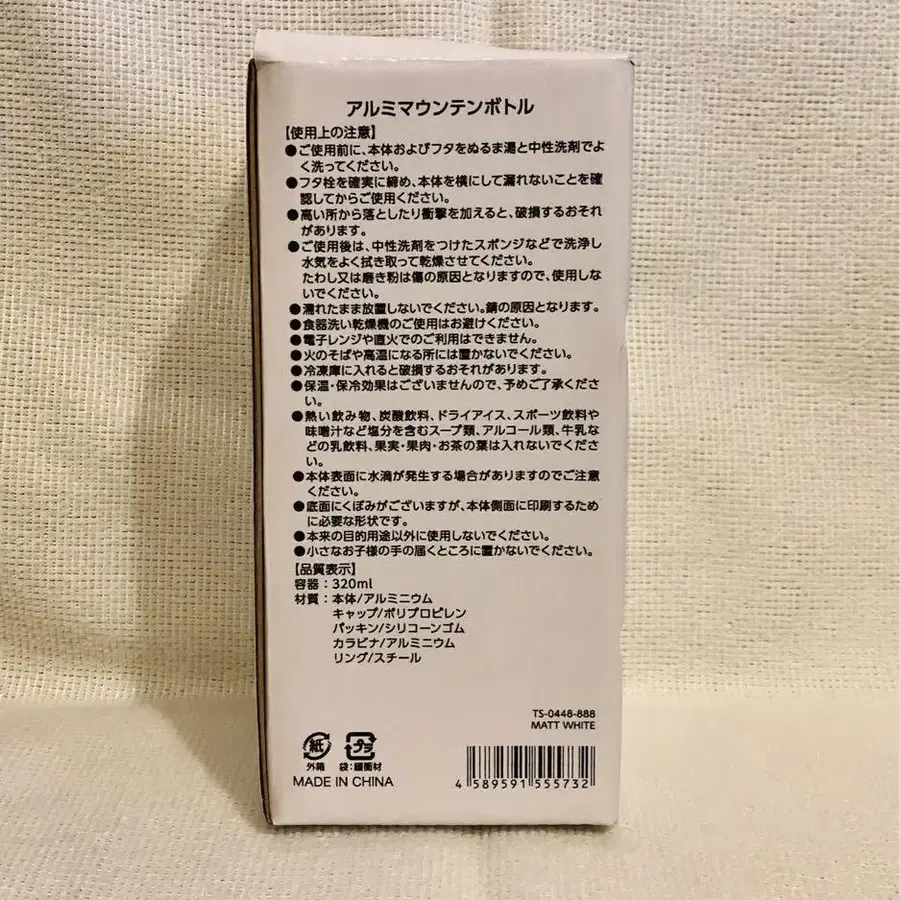 アルミマウンテンボトル
【使用上の注意】
●ご使用前に、本体およびフタをぬるま湯と中性洗剤でよ
く洗ってください。
●フタ栓を確実に締め、本体を横にして漏れないことを確
認してからご使用ください。
●高い所から落としたり衝撃を加えると、破損するおそれ
があります。
●ご使用後は、中性洗剤をつけたスポンジなどで洗浄し
水気をよく拭き取って乾燥させてください。
たわし又は磨き粉は傷の原因となりますので、使用しな
いでください。
●濡れたまま放置しないでください。錆の原因となります。
●食器洗い乾燥機のご使用はお避けください。
●電子レンジや直火でのご利用はできません。
●火のそばや高温になる所には置かないでください。
●冷凍庫に入れると破損するおそれがあります。
●保温・保冷効果はございませんので、予めご了承くださ
い。
●熱い飲み物、炭酸飲料、ドライアイス、スポーツ飲料や
味噌汁など塩分を含むスープ類、アルコール類、牛乳な
どの乳飲料、果実・果肉・お茶の葉は入れないでくださ
い。
●本体表面に水滴が発生する場合がありますのでご注意
ください。
●底面にくぼみがございますが、本体側面に印刷するため
に必要な形状です。
●本来の目的用途以外に使用しないでください。
●小さなお子様の手の届くところに置かないでください。
【品質表示】
容器：320ml
材質：本体/アルミニウム
キャップ/ポリプロピレン
パッキン/シリコーンゴム
カラビナ/アルミニウム
リング/スチール
TS-0448-888
MATT WHITE
紙 プラ
外箱 袋：緩衝材
MADE IN CHINA
4 589591 555732